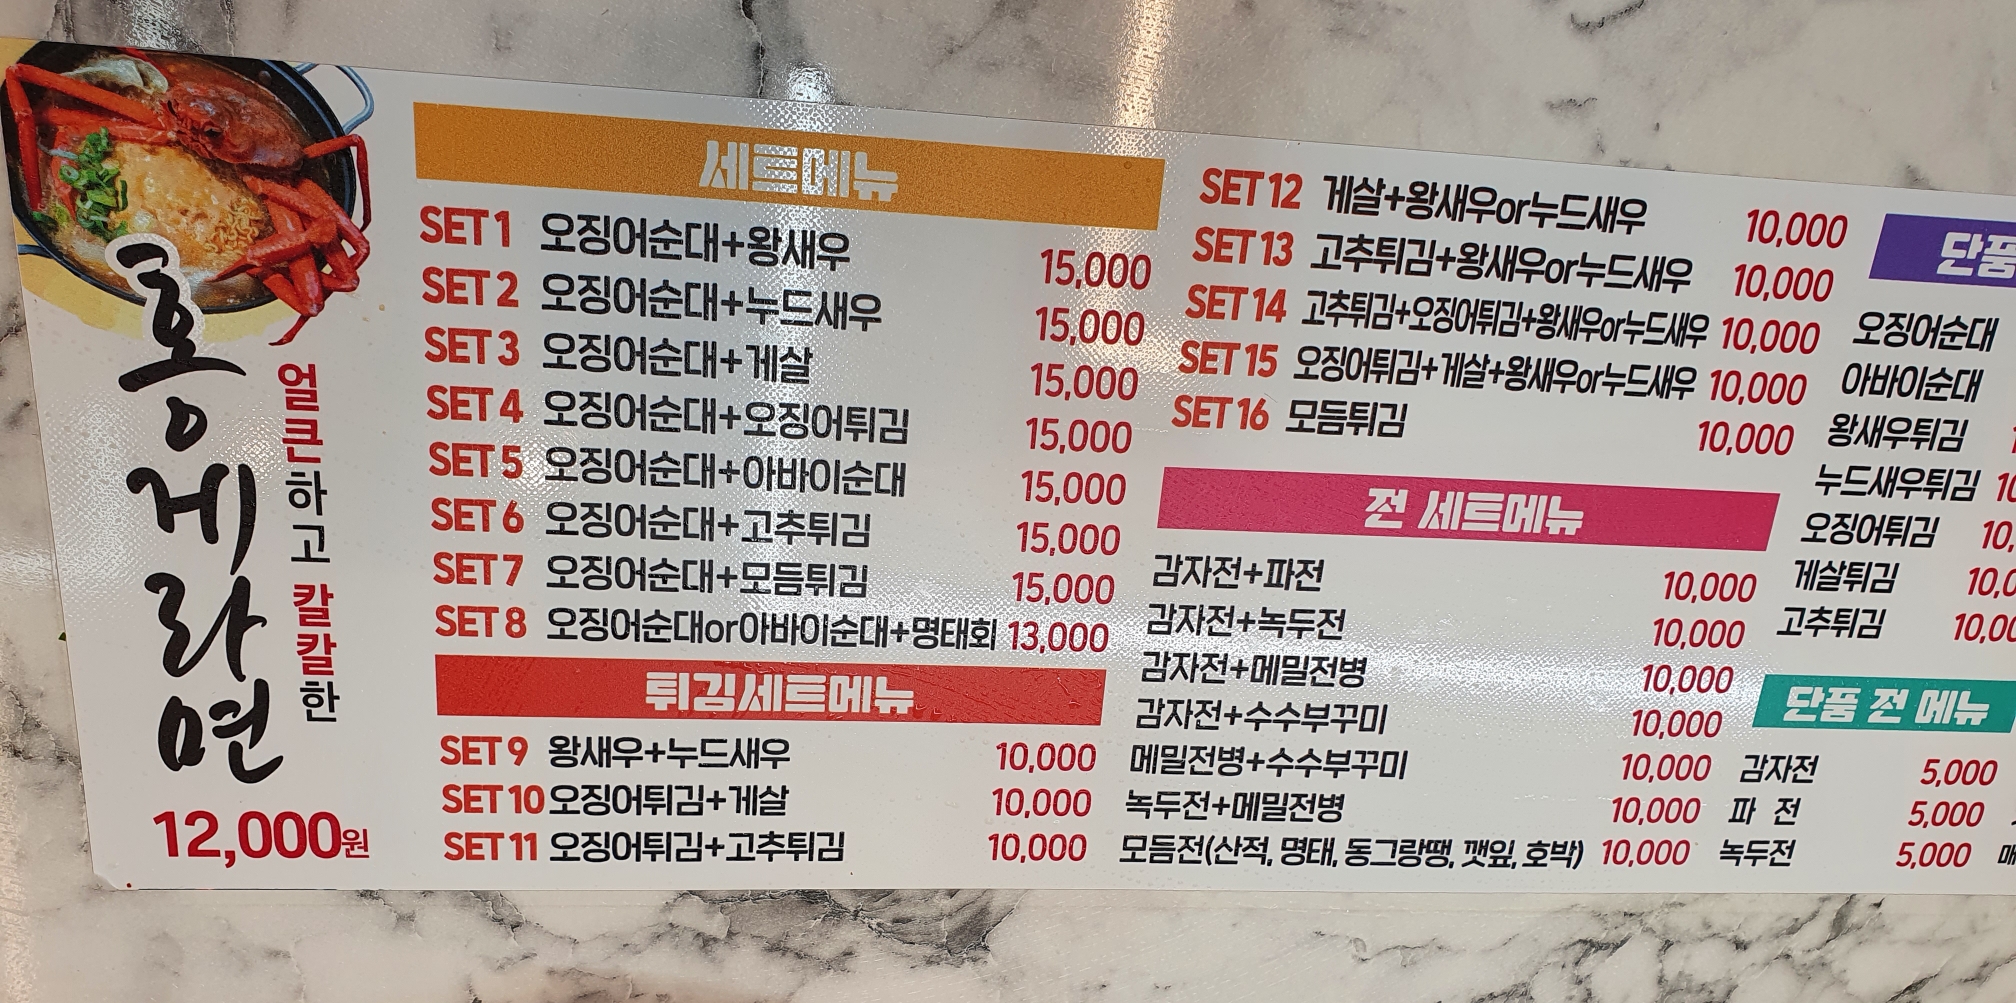 홍게라면
얼큰하고 칼칼한
12,000원
세트메뉴
SET 1 오징어순대+왕새우 15,000
SET 2 오징어순대+누드새우 15,000
SET 3 오징어순대+게살 15,000
SET 4 오징어순대+오징어튀김 15,000
SET 5 오징어순대+아바이순대 15,000
SET 6 오징어순대+고추튀김 15,000
SET 7 오징어순대+모듬튀김 15,000
SET 8 오징어순대or아바이순대+명태회 13,000
튀김세트메뉴
SET 9 왕새우+누드새우 10,000
SET 10 오징어튀김+게살 10,000
SET 11 오징어튀김+고추튀김 10,000
SET 12 게살+왕새우or누드새우 10,000
SET 13 고추튀김+왕새우or누드새우 10,000
SET 14 고추튀김+오징어튀김+왕새우or누드새우 10,000
SET 15 오징어튀김+게살+왕새우or누드새우 10,000
SET 16 모듬튀김 10,000
전 세트메뉴
감자전+파전 10,000
감자전+녹두전 10,000
감자전+메밀전병 10,000
감자전+수수부꾸미 10,000
메밀전병+수수부꾸미 10,000
녹두전+메밀전병 10,000
모듬전(산적, 명태, 동그랑땡, 깻잎, 호박) 10,000
단품
오징어순대
아바이순대
왕새우튀김
누드새우튀김
오징어튀김
게살튀김
고추튀김
단품 전 메뉴
감자전 5,000
파 전 5,000
녹두전 5,000